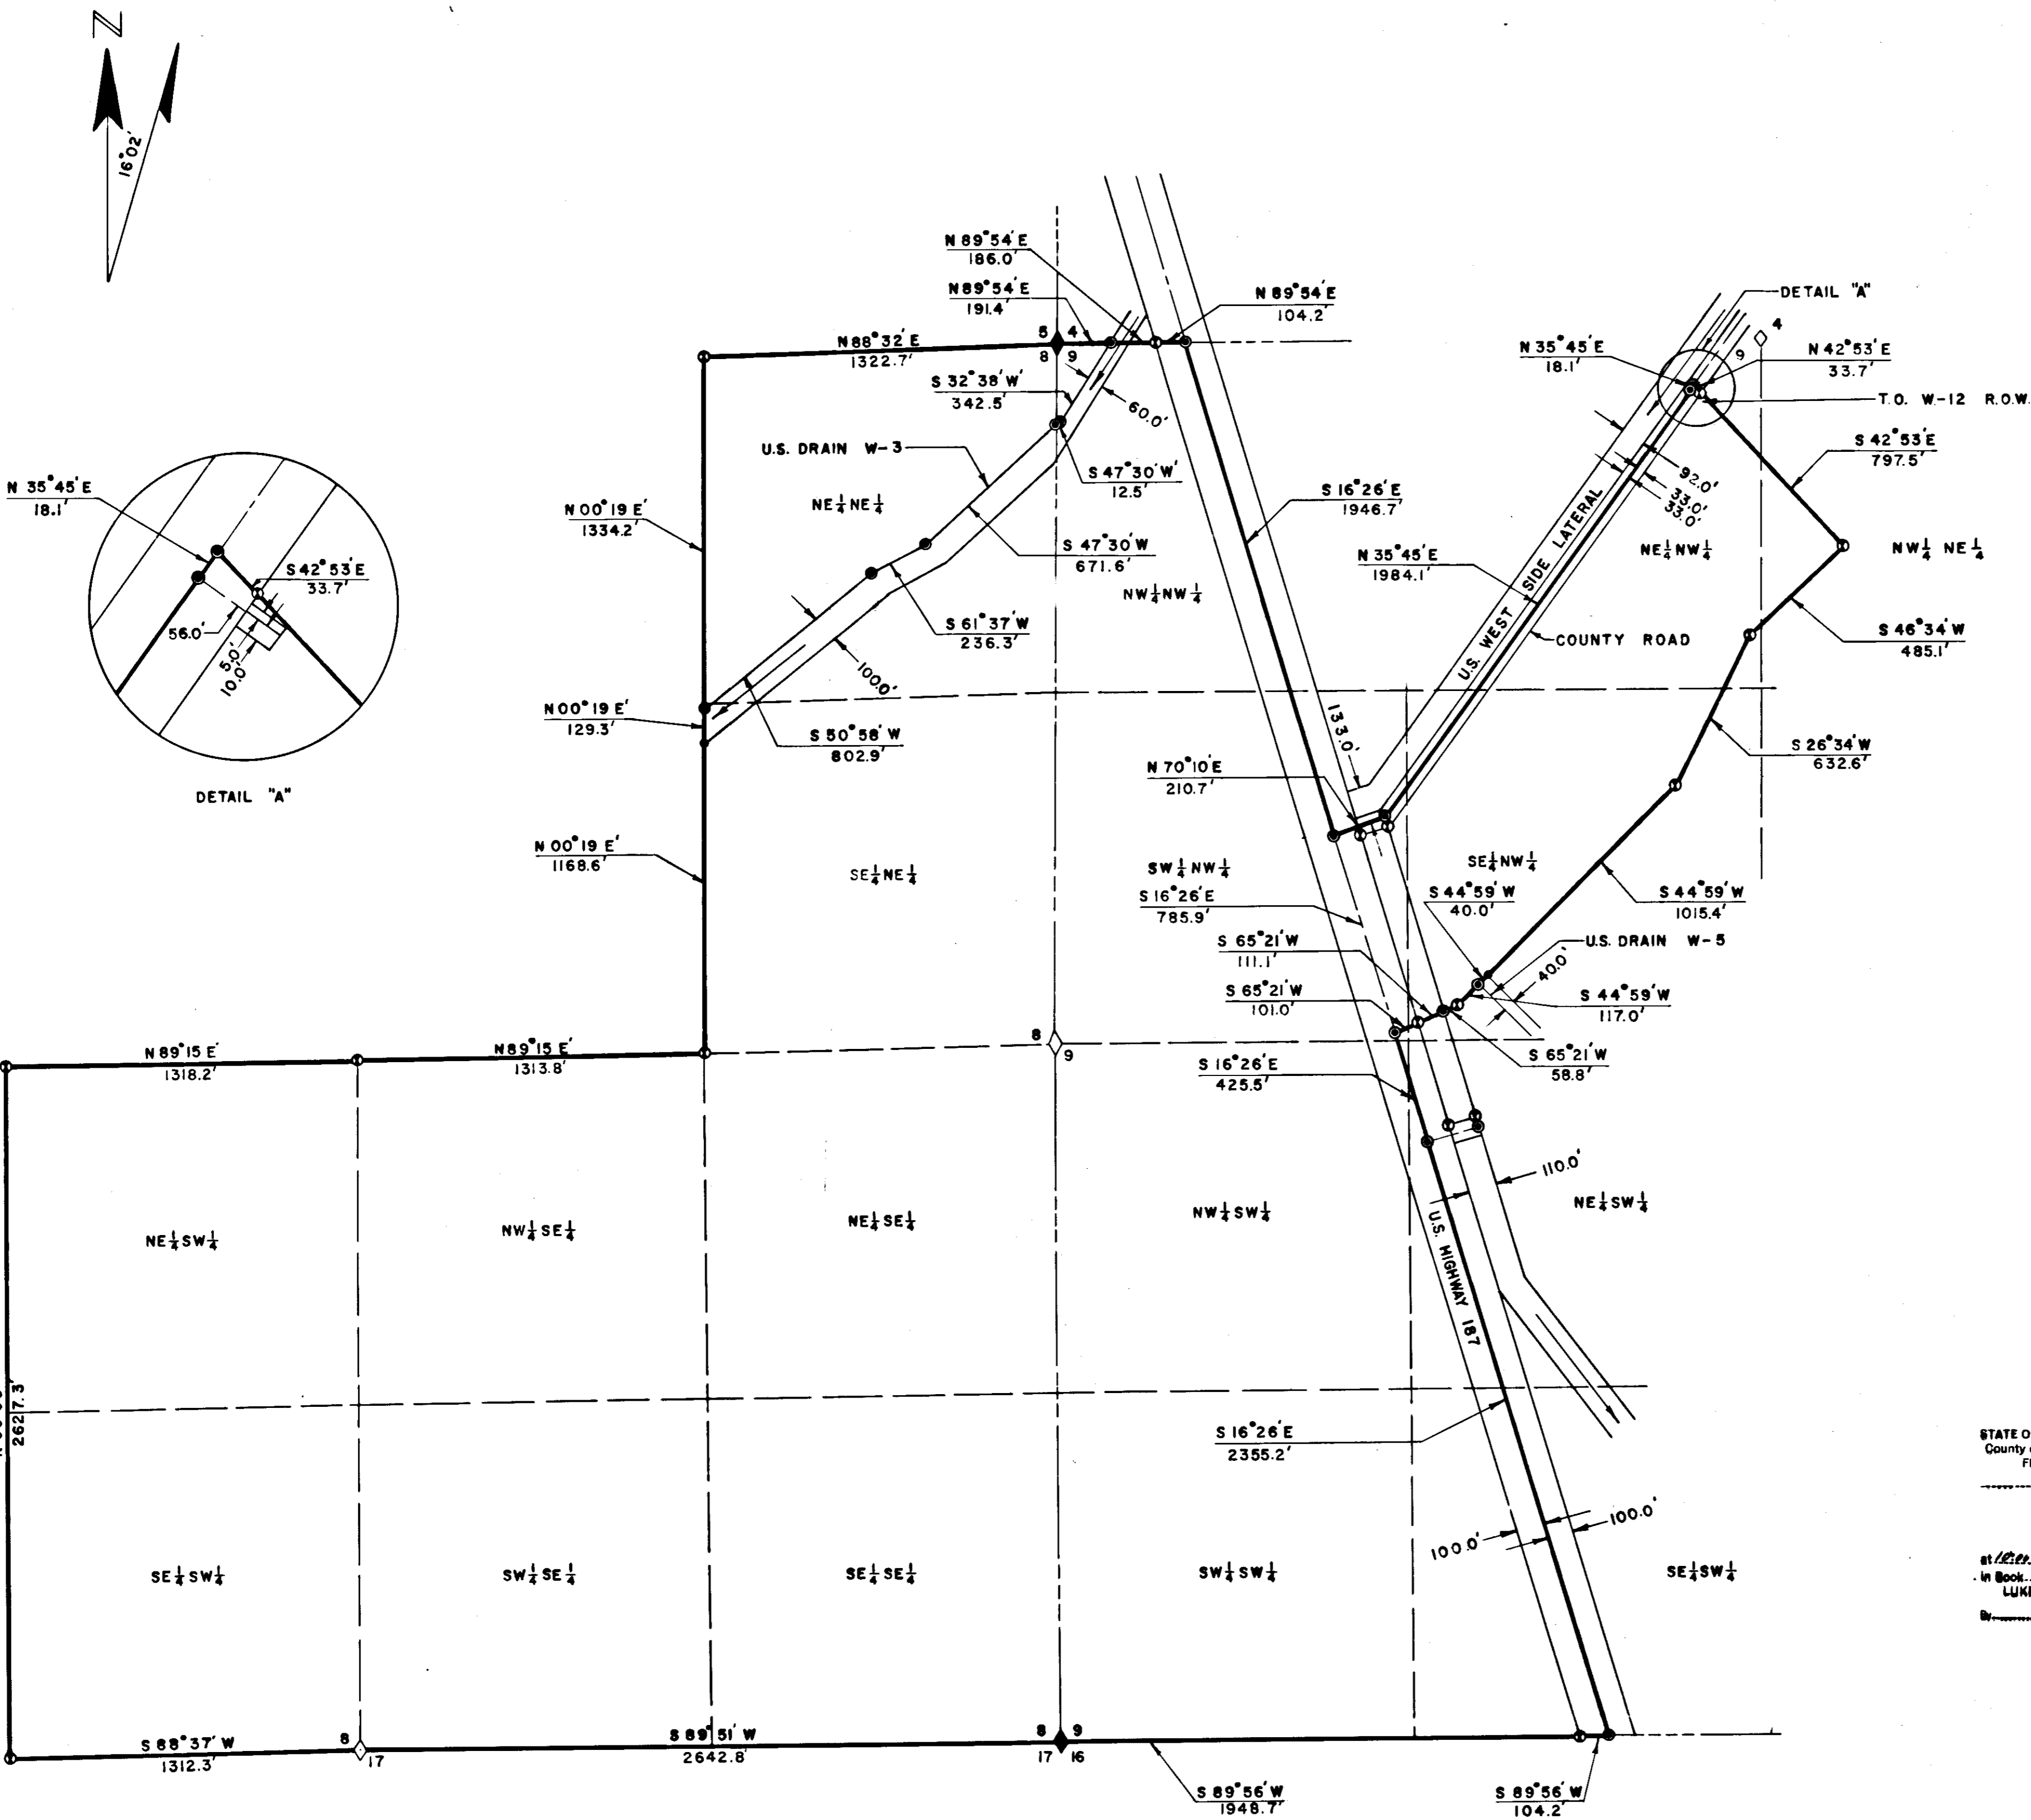 N
16°02'
N 89°54' E
186.0'
N 89°54' E
191.4'
N 89°54' E
104.2'
DETAIL "A"
5 4
8 9
4
9
N 88°32' E
1322.7'
N 35°45' E
18.1'
N 42°53' E
33.7'
S 32°38' W'
342.5'
60.0'
T.O. W.-12 R.O.W.
U.S. DRAIN W-3
S 42°53' E
797.5'
S 47°30' W'
12.5'
92.0'
33.0'
33.0'
N 35°45' E
18.1'
S 42°53' E
33.7'
56.0'
5.0'
10.0'
DETAIL "A"
N 00°19 E'
1334.2'
NE¼ NE¼
S 16°26' E
1946.7'
U.S. WEST SIDE LATERAL
S 47°30' W
671.6'
N 35°45' E
1984.1'
NE¼ NW¼
NW¼ NE¼
NW¼ NW¼
S 61°37' W
236.3'
COUNTY ROAD
S 46°34' W
485.1'
100.0'
N 00°19 E'
129.3'
S 50°58' W
802.9'
133.0'
S 26°34' W
632.6'
N 70°10' E
210.7'
N 00°19 E'
1168.6'
SE¼ NE¼
SW¼ NW¼
SE¼ NW¼
S 16°26' E
785.9'
S 44°59' W
40.0'
S 44°59' W
1015.4'
S 65°21' W
111.1'
U.S. DRAIN W-5
40.0'
S 65°21' W
101.0'
S 44°59' W
117.0'
8
9
N 89°15 E'
1318.2'
N 89°15 E'
1313.8'
S 65°21' W
58.8'
S 16°26' E
425.5'
110.0'
NE¼ SW¼
NW¼ SE¼
NE¼ SE¼
NW¼ SW¼
NE¼ SW¼
U.S. HIGHWAY 187
2627.3'
S 16°26' E
2355.2'
STATE O
County
F
100.0'
100.0'
SE¼ SW¼
SW¼ SE¼
SE¼ SE¼
SW¼ SW¼
SE¼ SW¼
at
in Book
LUK
By
S 88°37' W
1312.3'
8
17
S 89°51' W
2642.8'
8 9
17 16
S 89°56' W
1948.7'
S 89°56' W
104.2'